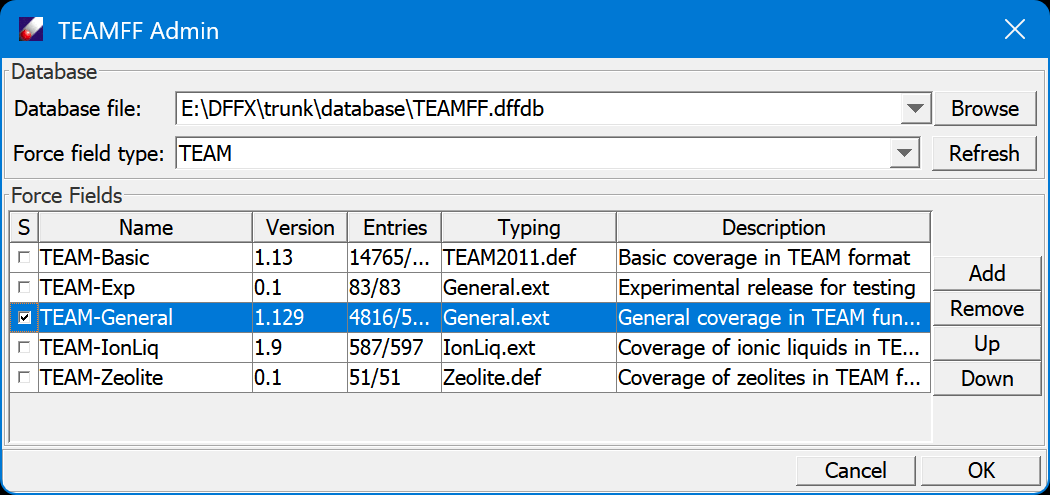 TEAMFF Admin
Database
Database file: E:\DFFX\trunk\database\TEAMFF.dffdb Browse
Force field type: TEAM Refresh
Force Fields
S Name Version Entries Typing Description
TEAM-Basic 1.13 14765/... TEAM2011.def Basic coverage in TEAM format
TEAM-Exp 0.1 83/83 General.ext Experimental release for testing
TEAM-General 1.129 4816/5... General.ext General coverage in TEAM fun...
TEAM-IonLiq 1.9 587/597 IonLiq.ext Coverage of ionic liquids in TE...
TEAM-Zeolite 0.1 51/51 Zeolite.def Coverage of zeolites in TEAM f...
Add
Remove
Up
Down
Cancel OK